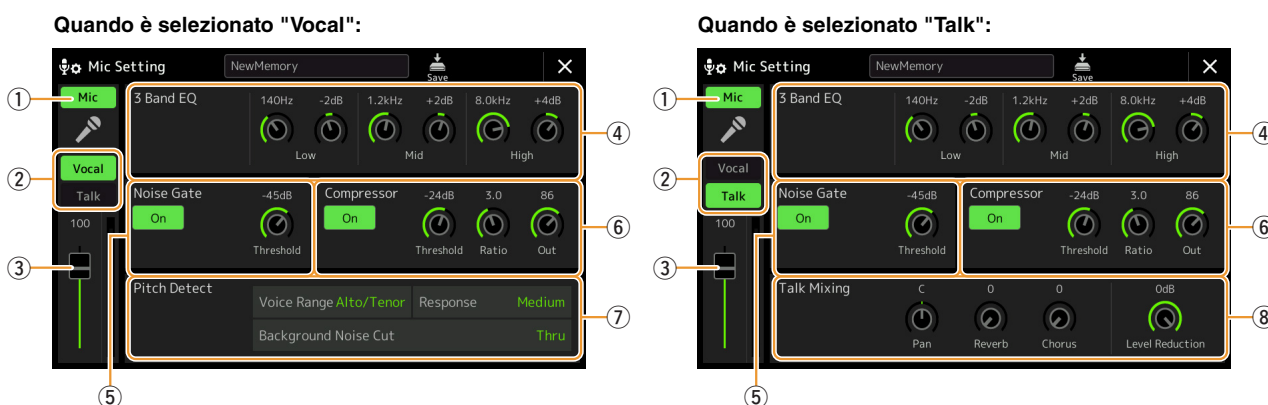 Quando è selezionato "Vocal":
Mic Setting
NewMemory
Save
Mic
3 Band EQ
140Hz -2dB 1.2kHz +2dB 8.0kHz +4dB
Low Mid High
Vocal
Talk
100
Noise Gate
On
-45dB
Threshold
Compressor
On
-24dB 3.0 86
Threshold Ratio Out
Pitch Detect
Voice Range Alto/Tenor Response Medium
Background Noise Cut Thru
①
②
③
④
⑥
⑦
⑤
Quando è selezionato "Talk":
Mic Setting
NewMemory
Save
Mic
3 Band EQ
140Hz -2dB 1.2kHz +2dB 8.0kHz +4dB
Low Mid High
Vocal
Talk
100
Noise Gate
On
-45dB
Threshold
Compressor
On
-24dB 3.0 86
Threshold Ratio Out
Talk Mixing
C 0 0 0dB
Pan Reverb Chorus Level Reduction
①
②
③
④
⑥
⑧
⑤